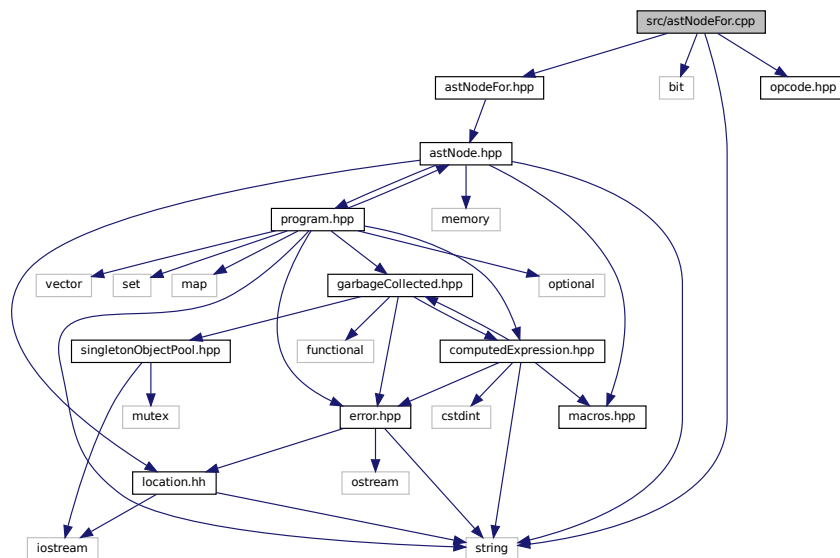 src/astNodeFor.cpp
astNodeFor.hpp
bit
opcode.hpp
astNode.hpp
program.hpp
memory
vector
set
map
garbageCollected.hpp
optional
singletonObjectPool.hpp
functional
computedExpression.hpp
mutex
error.hpp
cstdint
macros.hpp
location.hh
ostream
iostream
string